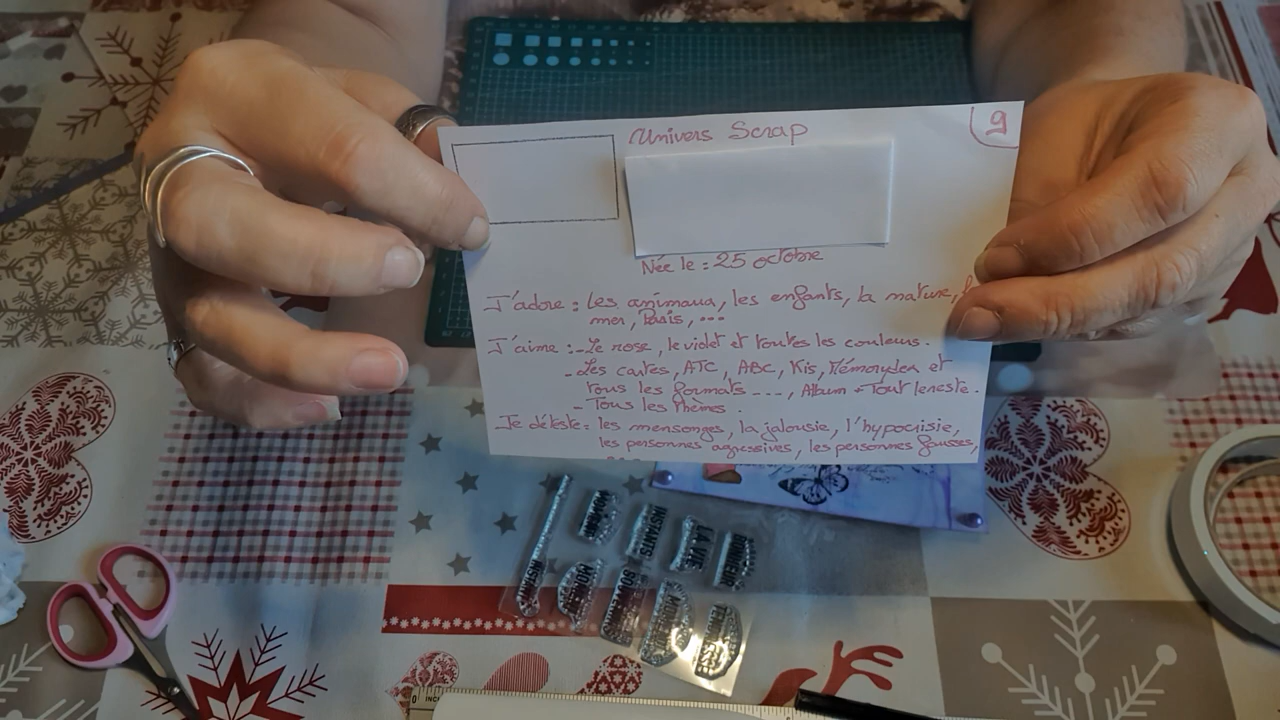 Univers Scrap
9
Née le : 25 octobre
J'adore : les animaux, les enfants, la nature,
mer, Paris, ...
J'aime : - Le rose, le violet et toutes les couleurs.
- Les cartes, ATC, ABC, Kis, Mémorydex et
tous les formats ..., Album + Tout le reste.
- Tous les thèmes.
Je déteste : les mensonges, la jalousie, l'hypocrisie,
les personnes agressives, les personnes fausses,
INSTANTS
LA VIE